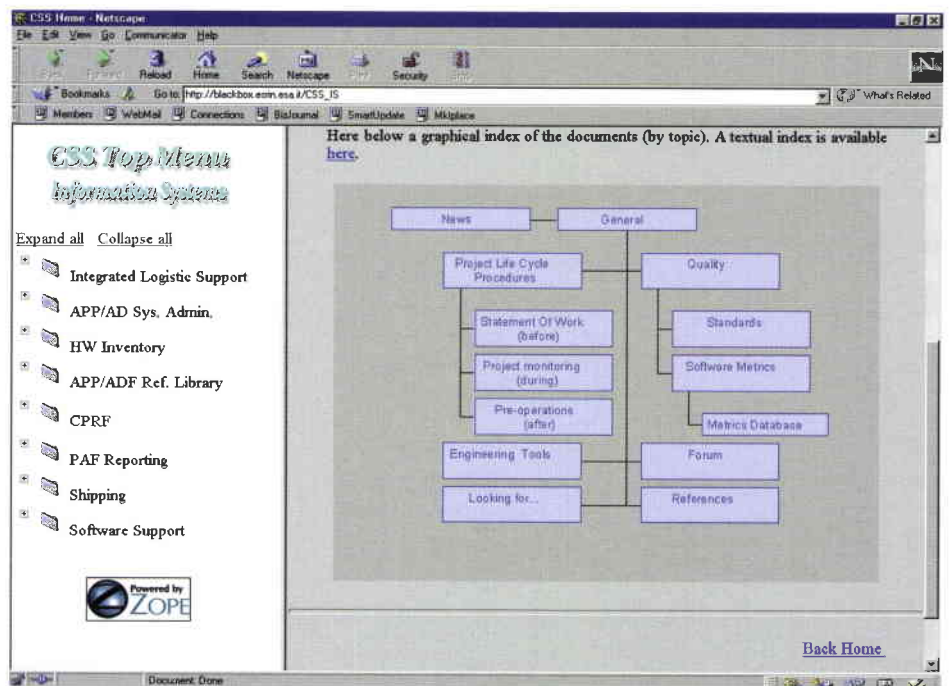 CSS Home - Netscape
File Edit View Go Communicator Help
Reload Home Search Netscape Print Security
Bookmarks Go to: http://blackbox.esrin.esa.it/CSS_IS What's Related
Members WebMail Connections BizJournal SmartUpdate Mktplace
CSS Top Menu
Information Systems
Expand all Collapse all
Integrated Logistic Support
APP/AD Sys. Admin.
HW Inventory
APP/ADF Ref. Library
CPRF
PAF Reporting
Shipping
Software Support
Powered by
ZOPE
Here below a graphical index of the documents (by topic). A textual index is available
here.
News
General
Project Life Cycle
Procedures
Quality
Statement Of Work
(before)
Standards
Project monitoring
(during)
Software Metrics
Pre-operations
(after)
Metrics Database
Engineering Tools
Forum
Looking for...
References
Back Home
Document: Done